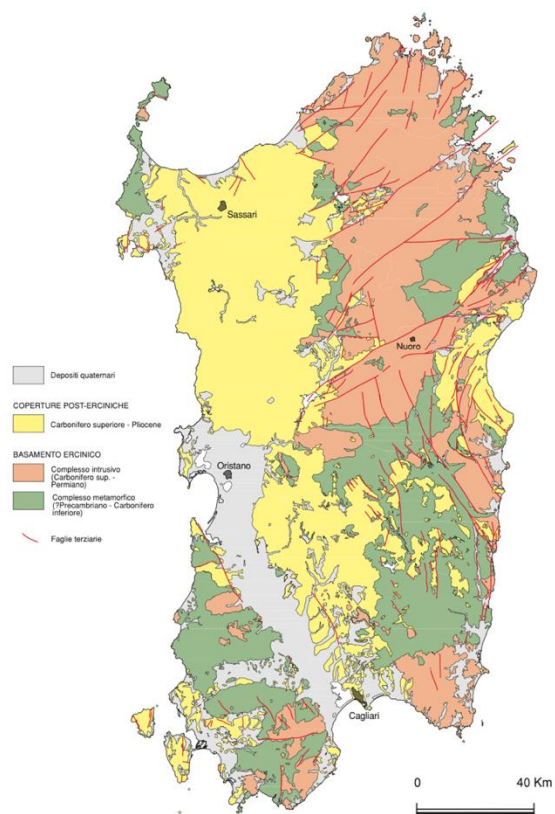 Sassari
Nuoro
Depositi quaternari
COPERTURE POST-ERCINICHE
Carbonifero superiore - Pliocene
BASAMENTO ERCINICO
Complesso intrusivo
(Carbonifero sup. -
Permiano)
Complesso metamorfico
(?Precambriano - Carbonifero
inferiore)
Faglie terziarie
Oristano
Cagliari
0 40 Km